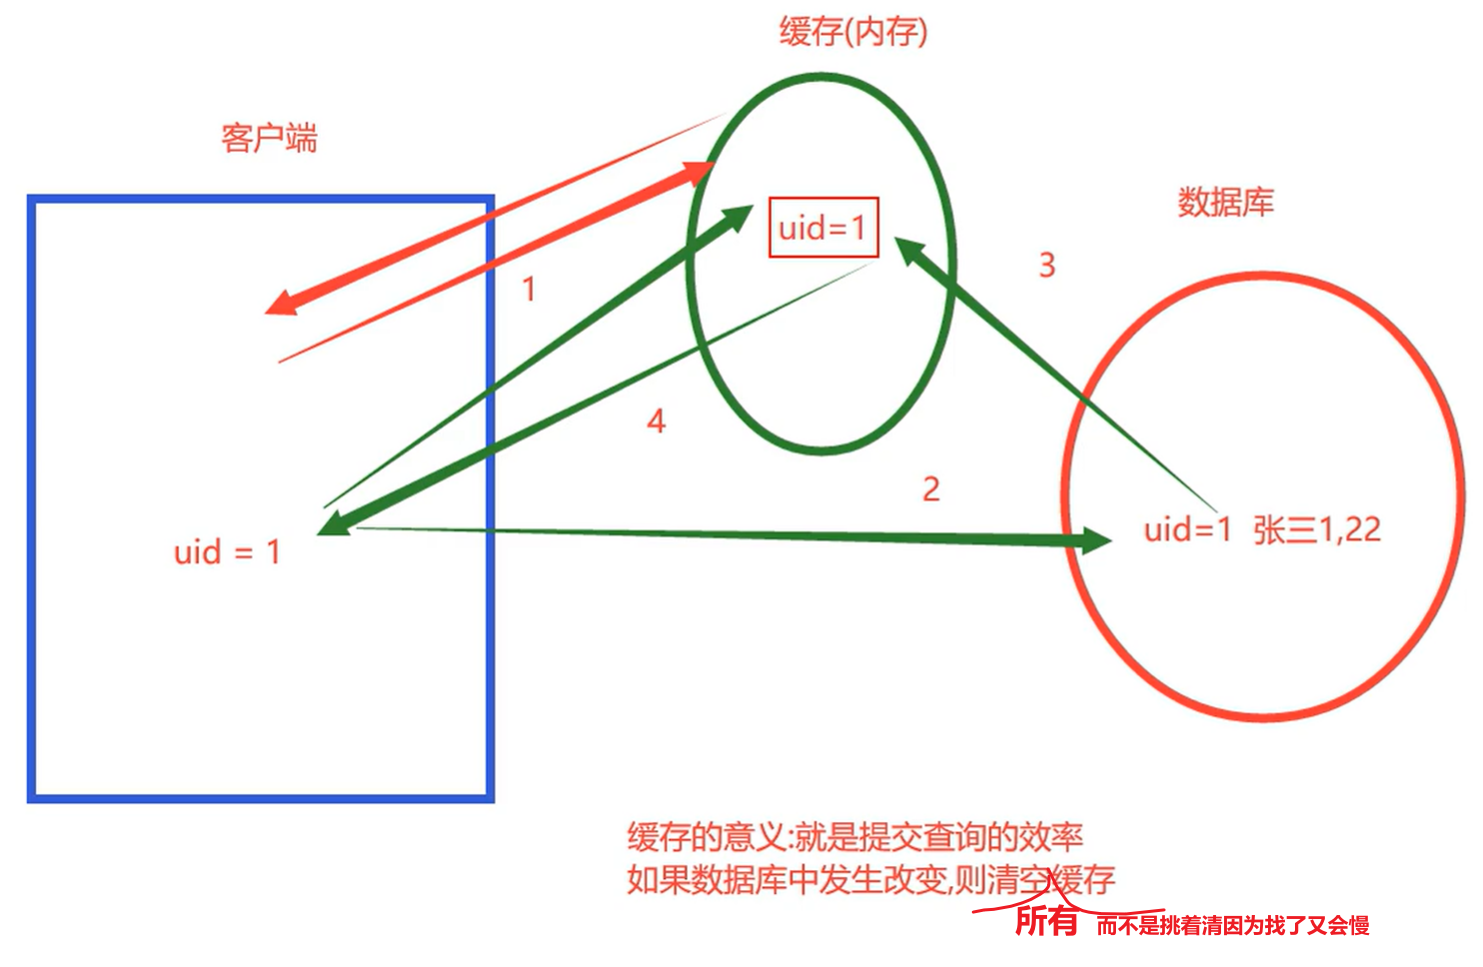 缓存(内存)
客户端
数据库
uid=1
3
1
4
2
uid = 1
uid=1 张三1,22
缓存的意义:就是提交查询的效率
如果数据库中发生改变,则清空缓存
所有 而不是挑着清因为找了又会慢